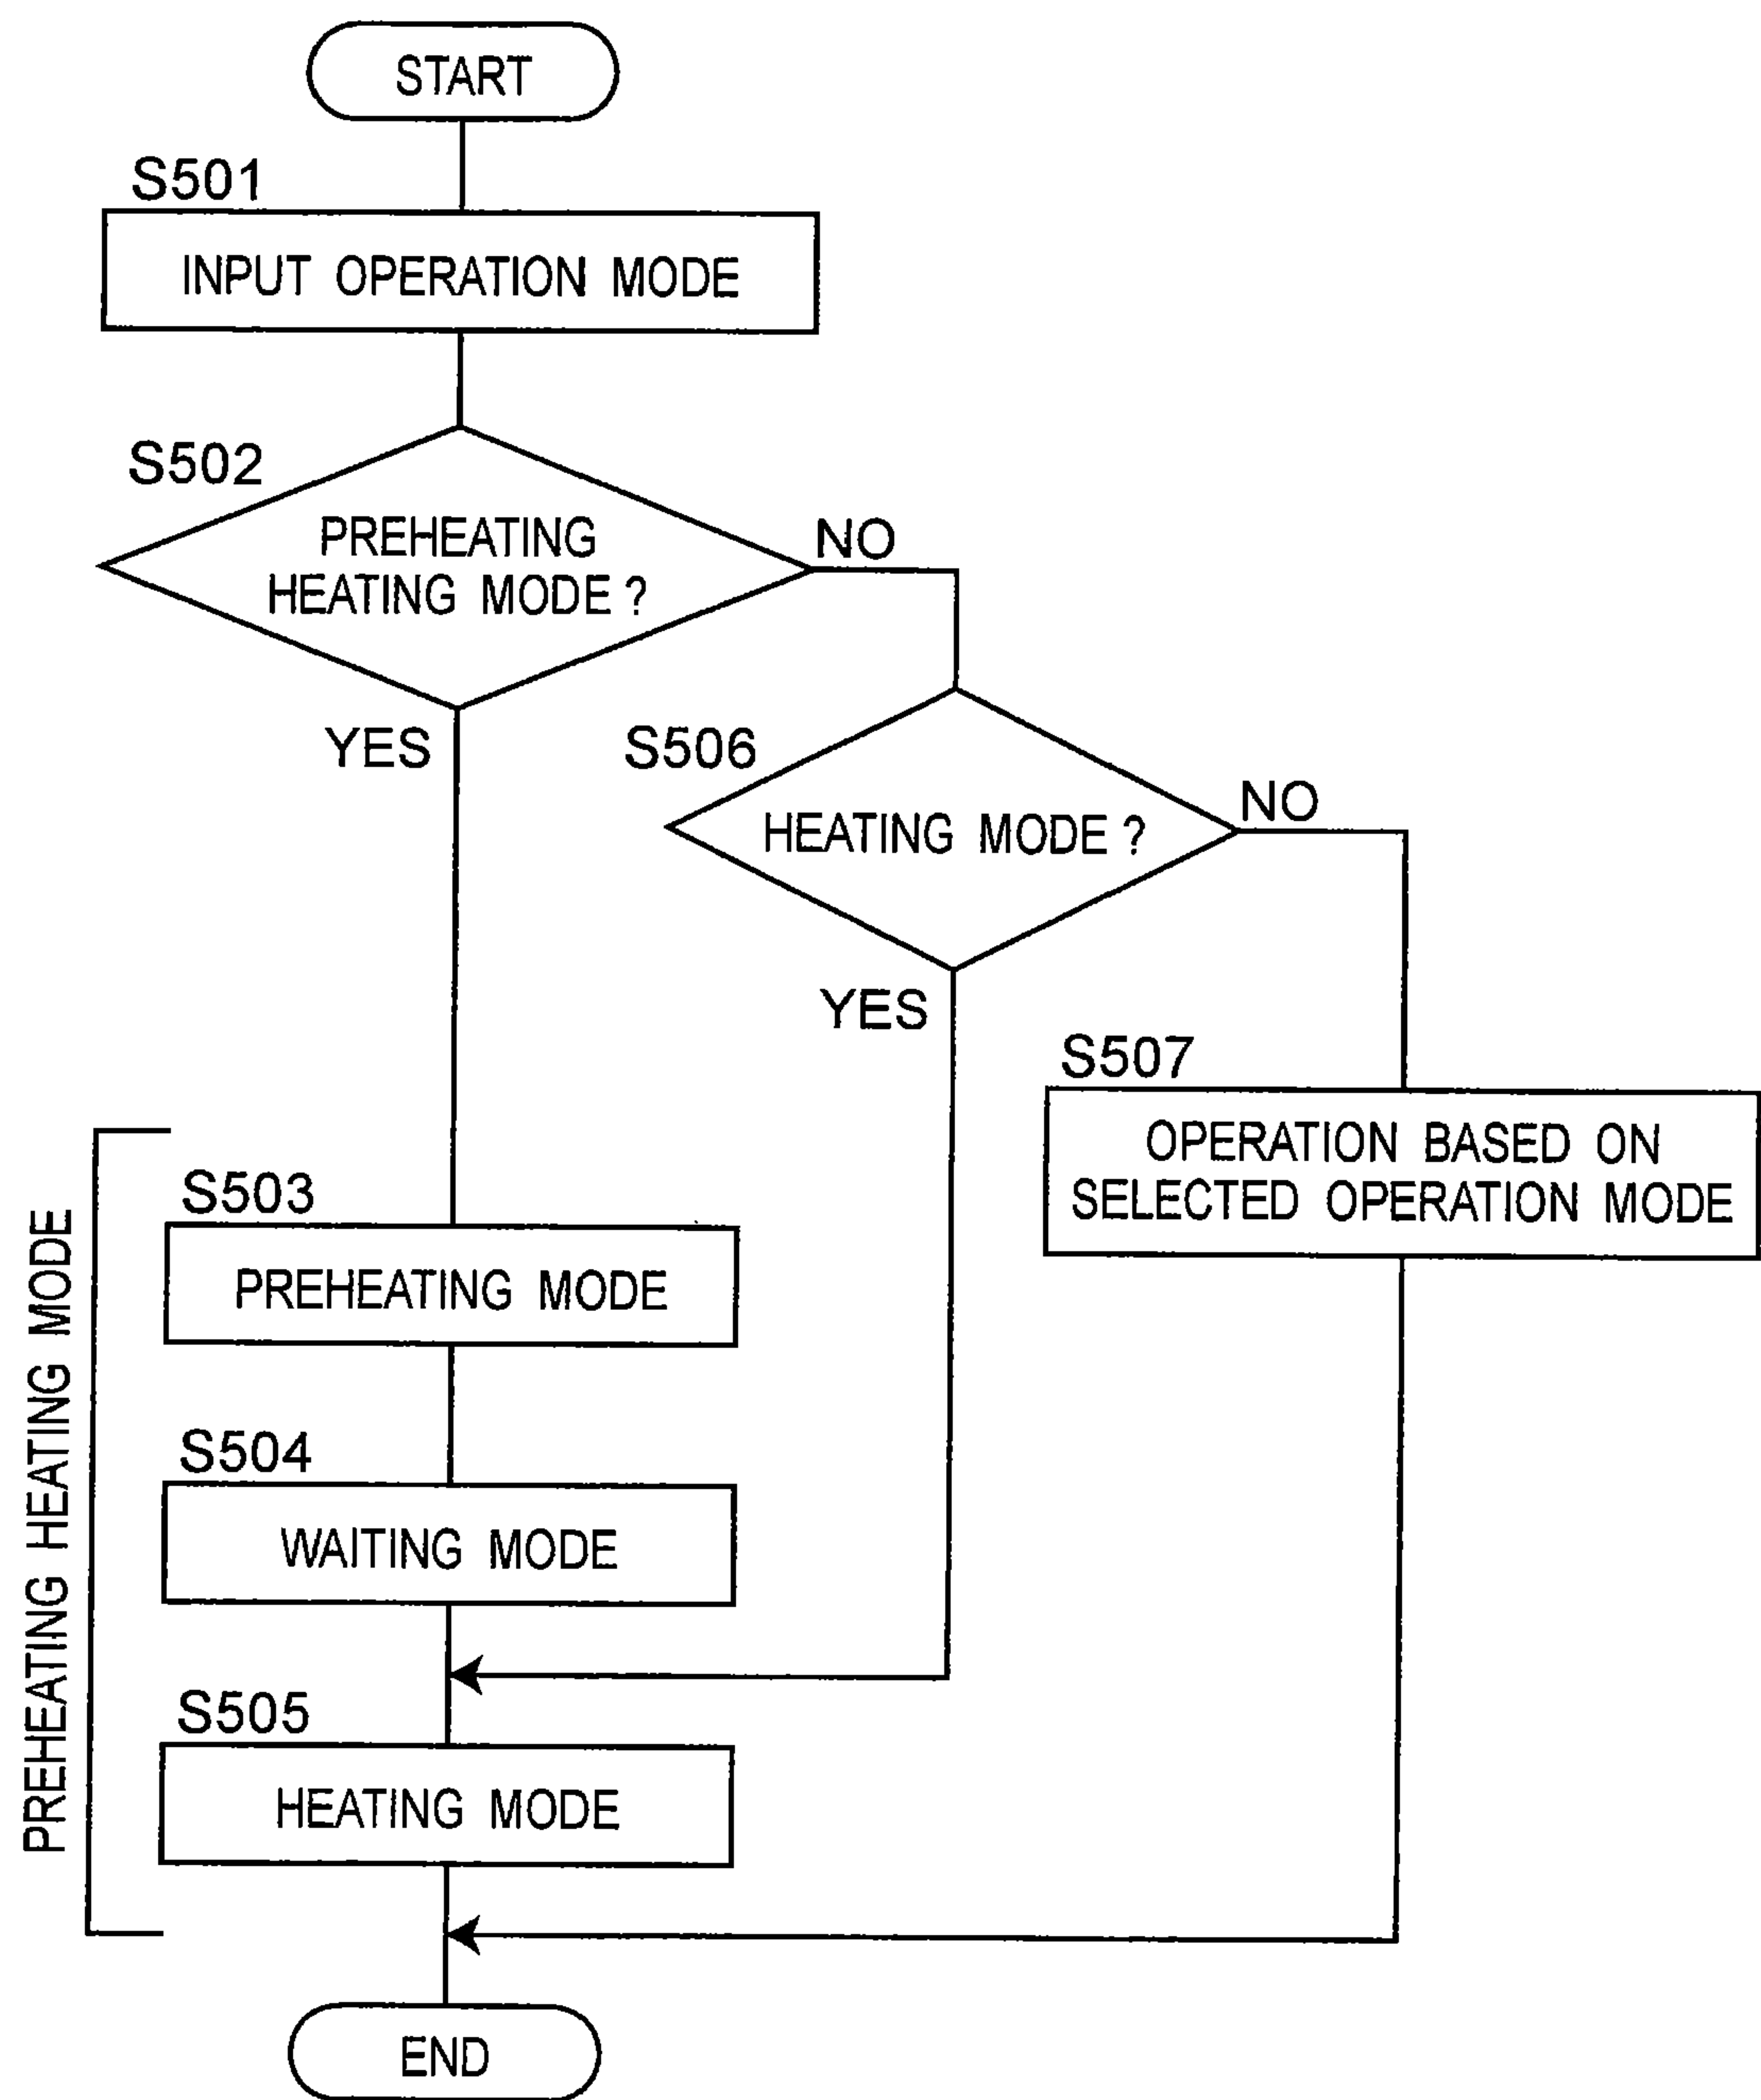 START
S501
INPUT OPERATION MODE
S502
PREHEATING
HEATING MODE ?
NO
YES
S506
HEATING MODE ?
NO
YES
S507
OPERATION BASED ON
SELECTED OPERATION MODE
PREHEATING HEATING MODE
S503
PREHEATING MODE
S504
WAITING MODE
S505
HEATING MODE
END